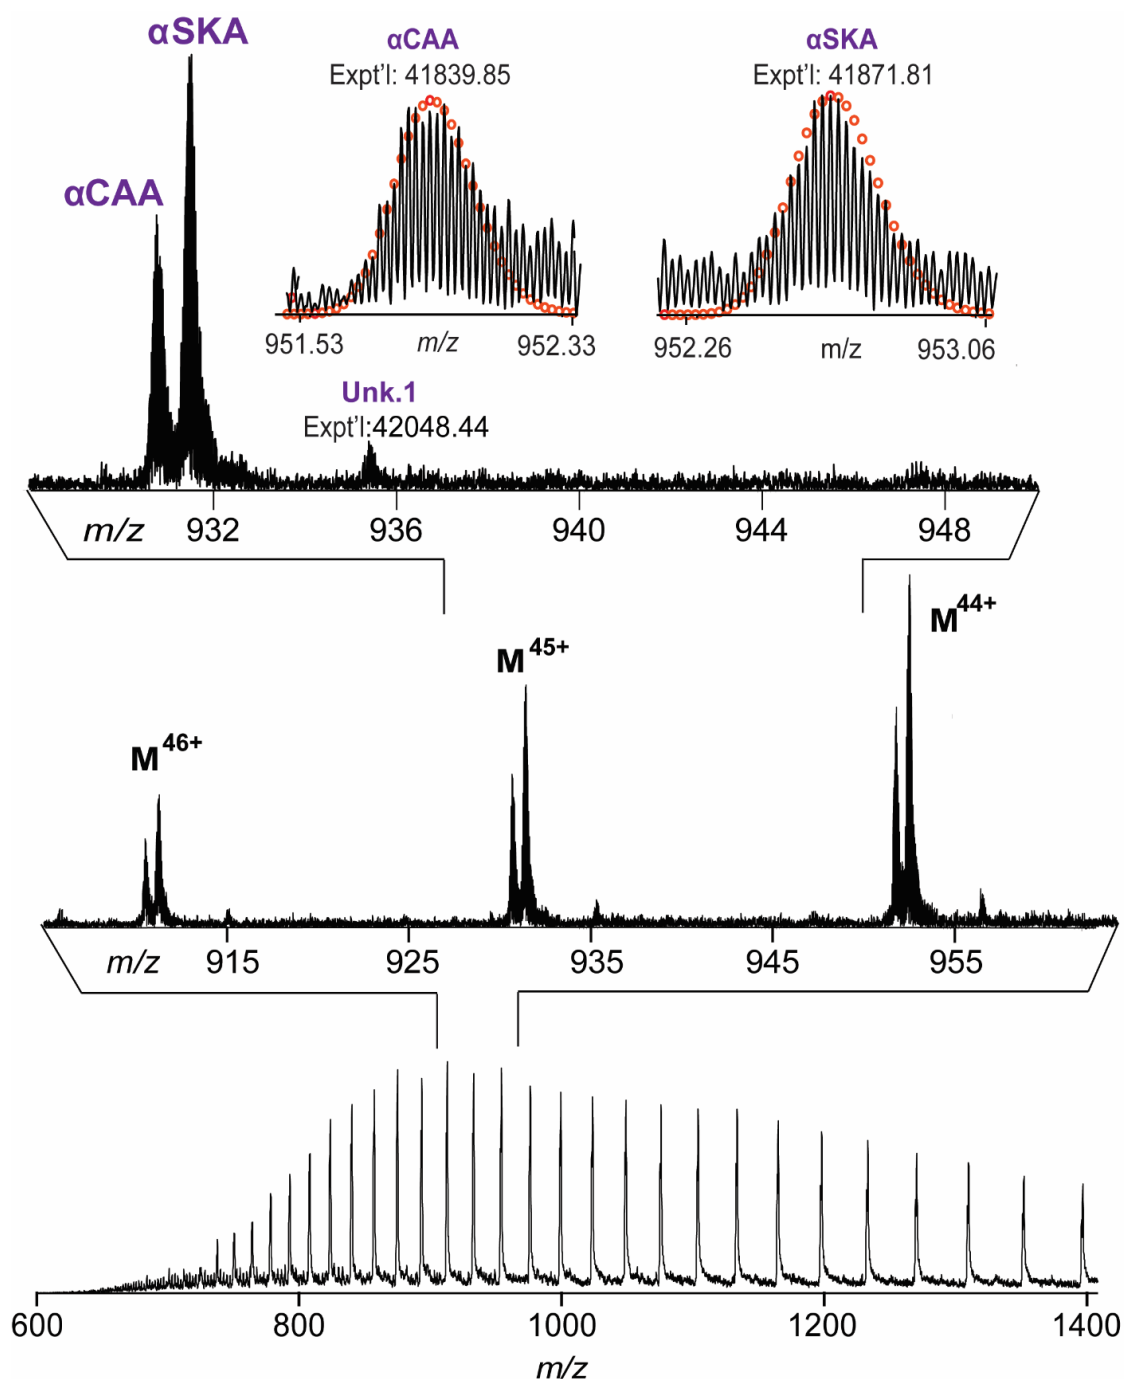 αSKA
αCAA
αCAA
Expt'l: 41839.85
951.53 m/z 952.33
αSKA
Expt'l: 41871.81
952.26 m/z 953.06
Unk.1
Expt'l:42048.44
m/z 932 936 940 944 948
M46+
M45+
M44+
m/z 915 925 935 945 955
600 800 1000 1200 1400
m/z